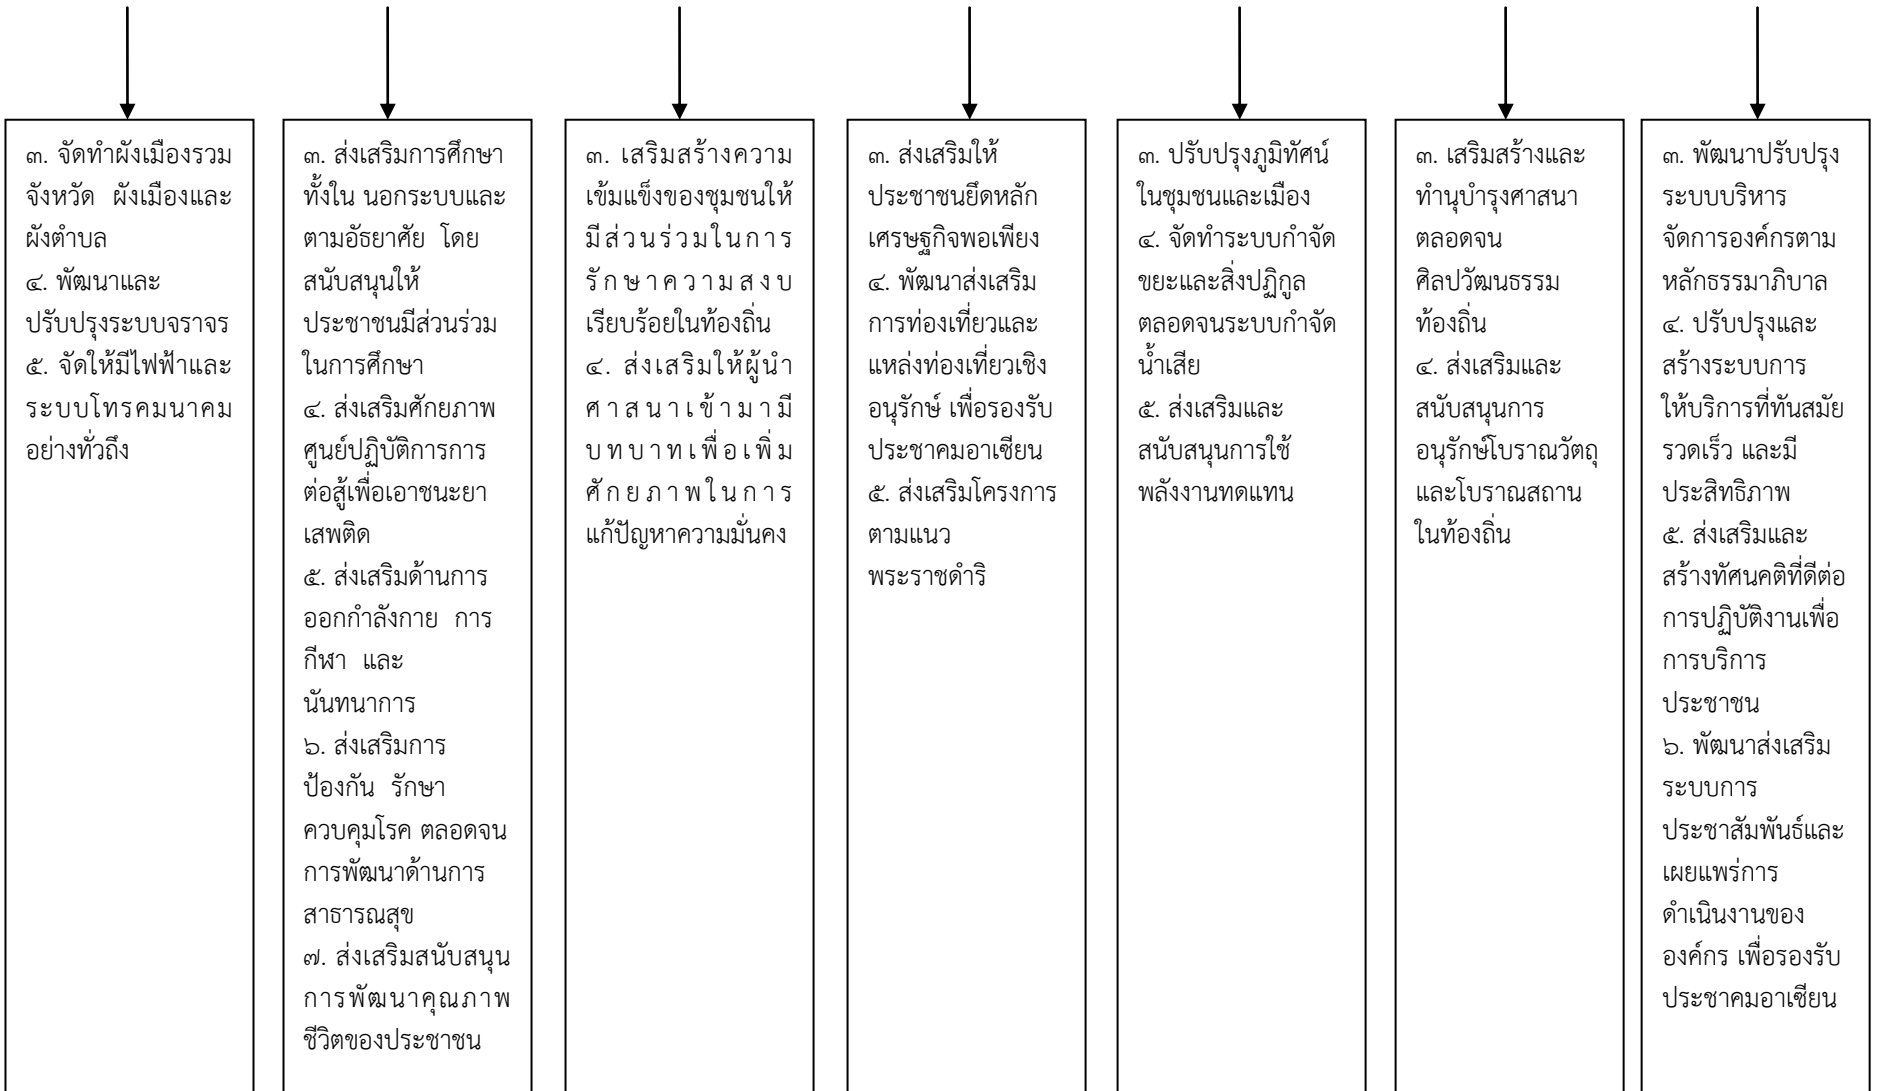 ๓. จัดทำผังเมืองรวม
จังหวัด ผังเมืองและ
ผังตำบล
๔. พัฒนาและ
ปรับปรุงระบบจราจร
๕. จัดให้มีไฟฟ้าและ
ระบบโทรคมนาคม
อย่างทั่วถึง
๓. ส่งเสริมการศึกษา
ทั้งใน นอกระบบและ
ตามอัธยาศัย โดย
สนับสนุนให้
ประชาชนมีส่วนร่วม
ในการศึกษา
๔. ส่งเสริมศักยภาพ
ศูนย์ปฏิบัติการการ
ต่อสู้เพื่อเอาชนะยา
เสพติด
๕. ส่งเสริมด้านการ
ออกกำลังกาย การ
กีฬา และ
นันทนาการ
๖. ส่งเสริมการ
ป้องกัน รักษา
ควบคุมโรค ตลอดจน
การพัฒนาด้านการ
สาธารณสุข
๗. ส่งเสริมสนับสนุน
การพัฒนาคุณภาพ
ชีวิตของประชาชน
๓. เสริมสร้างความ
เข้มแข็งของชุมชนให้
มีส่วนร่วมในการ
รักษาความสงบ
เรียบร้อยในท้องถิ่น
๔. ส่งเสริมให้ผู้นำ
ศาสนาเข้ามามี
บทบาทเพื่อเพิ่ม
ศักยภาพในการ
แก้ปัญหาความมั่นคง
๓. ส่งเสริมให้
ประชาชนยึดหลัก
เศรษฐกิจพอเพียง
๔. พัฒนาส่งเสริม
การท่องเที่ยวและ
แหล่งท่องเที่ยวเชิง
อนุรักษ์ เพื่อรองรับ
ประชาคมอาเซียน
๕. ส่งเสริมโครงการ
ตามแนว
พระราชดำริ
๓. ปรับปรุงภูมิทัศน์
ในชุมชนและเมือง
๔. จัดทำระบบกำจัด
ขยะและสิ่งปฏิกูล
ตลอดจนระบบกำจัด
น้ำเสีย
๕. ส่งเสริมและ
สนับสนุนการใช้
พลังงานทดแทน
๓. เสริมสร้างและ
ทำนุบำรุงศาสนา
ตลอดจน
ศิลปวัฒนธรรม
ท้องถิ่น
๔. ส่งเสริมและ
สนับสนุนการ
อนุรักษ์โบราณวัตถุ
และโบราณสถาน
ในท้องถิ่น
๓. พัฒนาปรับปรุง
ระบบบริหาร
จัดการองค์กรตาม
หลักธรรมาภิบาล
๔. ปรับปรุงและ
สร้างระบบการ
ให้บริการที่ทันสมัย
รวดเร็ว และมี
ประสิทธิภาพ
๕. ส่งเสริมและ
สร้างทัศนคติที่ดีต่อ
การปฏิบัติงานเพื่อ
การบริการ
ประชาชน
๖. พัฒนาส่งเสริม
ระบบการ
ประชาสัมพันธ์และ
เผยแพร่การ
ดำเนินงานของ
องค์กร เพื่อรองรับ
ประชาคมอาเซียน